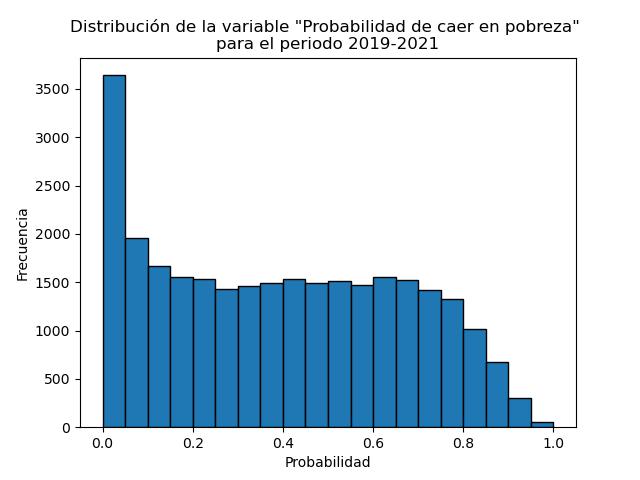 Distribución de la variable "Probabilidad de caer en pobreza"
para el periodo 2019-2021
3500
3000
2500
2000
1500
1000
500
0
Frecuencia
0.0 0.2 0.4 0.6 0.8 1.0
Probabilidad